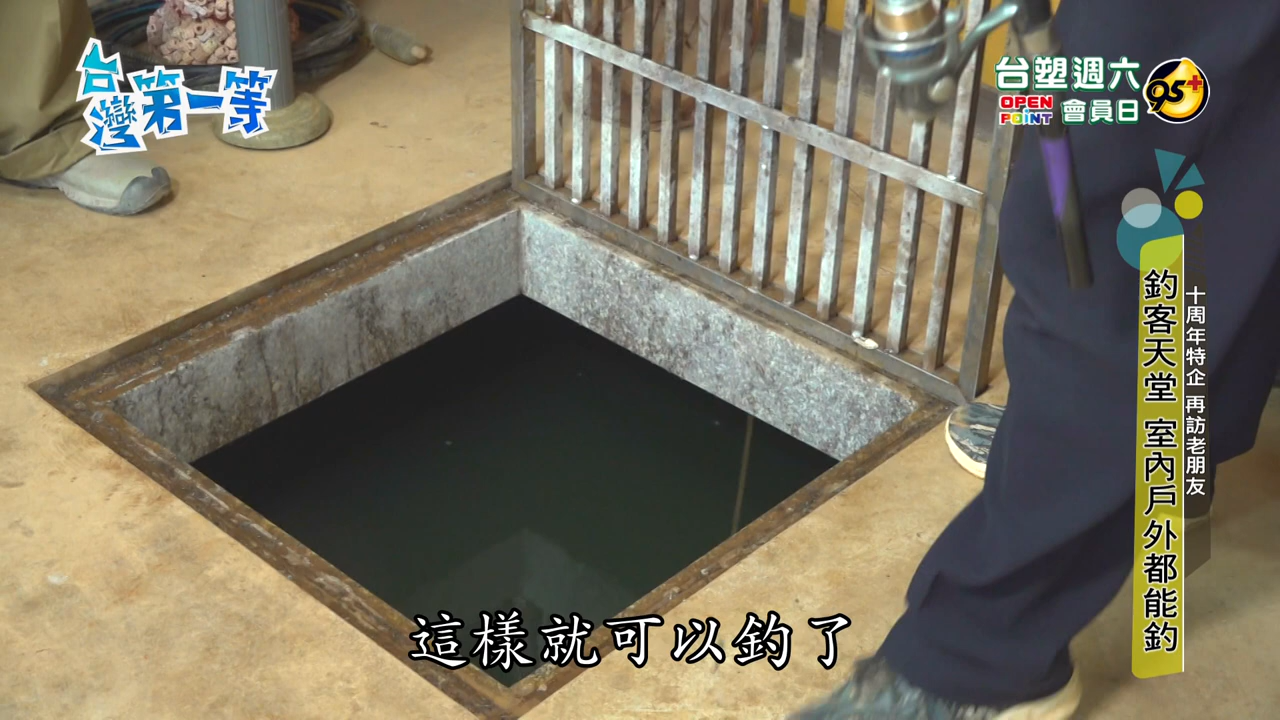 台灣第一等
台塑週六
OPEN POINT 會員日
95+
十周年特企 再訪老朋友
釣客天堂 室內戶外都能釣
這樣就可以釣了